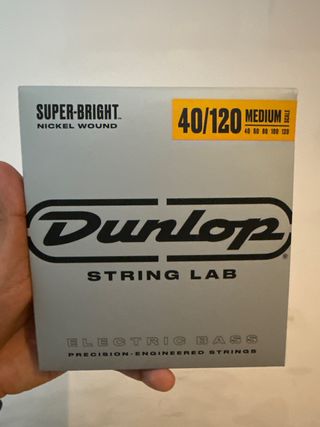 SUPER-BRIGHT™
NICKEL WOUND
40/120
MEDIUM
40 60 80 100 120
Dunlop®
STRING LAB
ELECTRIC BASS
PRECISION-ENGINEERED STRINGS